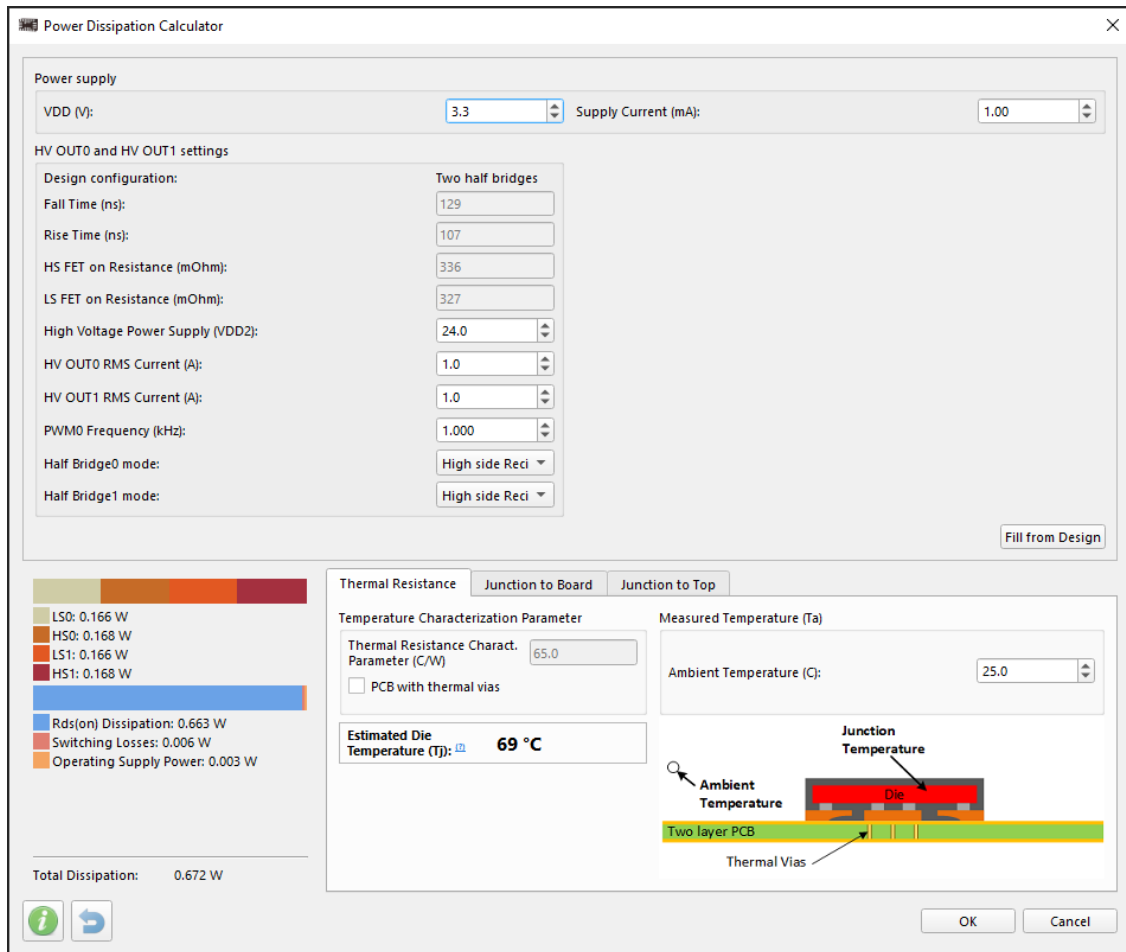 Power Dissipation Calculator
Power supply
VDD (V): 3.3 Supply Current (mA): 1.00
HV OUT0 and HV OUT1 settings
Design configuration: Two half bridges
Fall Time (ns): 129
Rise Time (ns): 107
HS FET on Resistance (mOhm): 336
LS FET on Resistance (mOhm): 327
High Voltage Power Supply (VDD2): 24.0
HV OUT0 RMS Current (A): 1.0
HV OUT1 RMS Current (A): 1.0
PWM0 Frequency (kHz): 1.000
Half Bridge0 mode: High side Reci
Half Bridge1 mode: High side Reci
Fill from Design
LS0: 0.166 W
HS0: 0.168 W
LS1: 0.166 W
HS1: 0.168 W
Rds(on) Dissipation: 0.663 W
Switching Losses: 0.006 W
Operating Supply Power: 0.003 W
Total Dissipation: 0.672 W
Thermal Resistance Junction to Board Junction to Top
Temperature Characterization Parameter
Thermal Resistance Charact.
Parameter (C/W) 65.0
PCB with thermal vias
Estimated Die
Temperature (Tj): (?) 69 °C
Measured Temperature (Ta)
Ambient Temperature (C): 25.0
Junction
Temperature
Ambient
Temperature
Die
Two layer PCB
Thermal Vias
i
OK Cancel